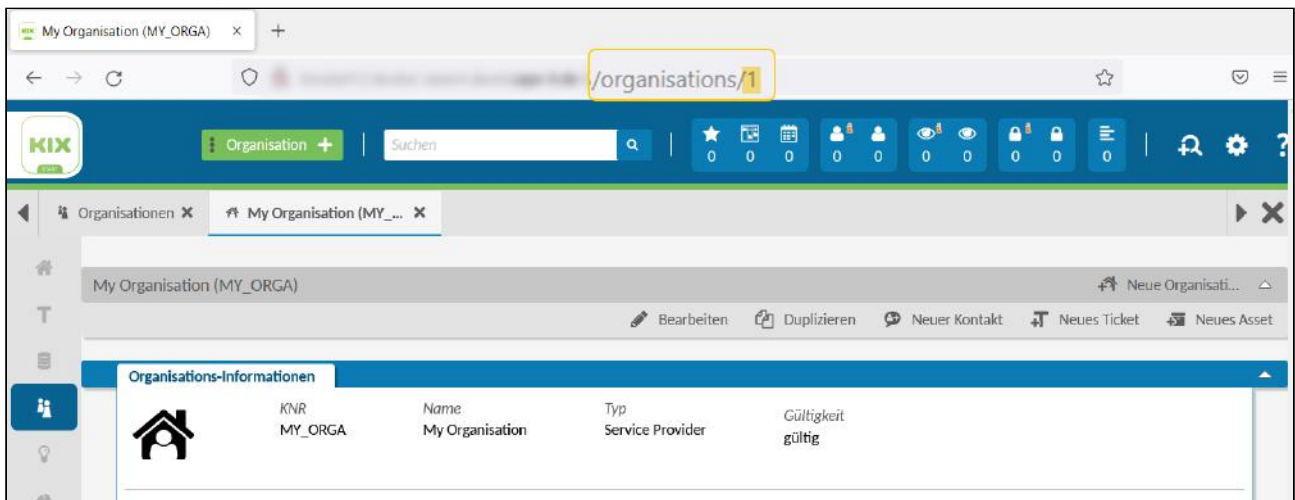 My Organisation (MY_ORGA)
/organisations/1
KIX
START
Organisation
Suchen
0 0 0 0 0 0 0 0 0 0
Organisationen
My Organisation (MY_...
My Organisation (MY_ORGA)
Neue Organisati...
Bearbeiten Duplizieren Neuer Kontakt Neues Ticket Neues Asset
Organisations-Informationen
KNR Name Typ Gültigkeit
MY_ORGA My Organisation Service Provider gültig